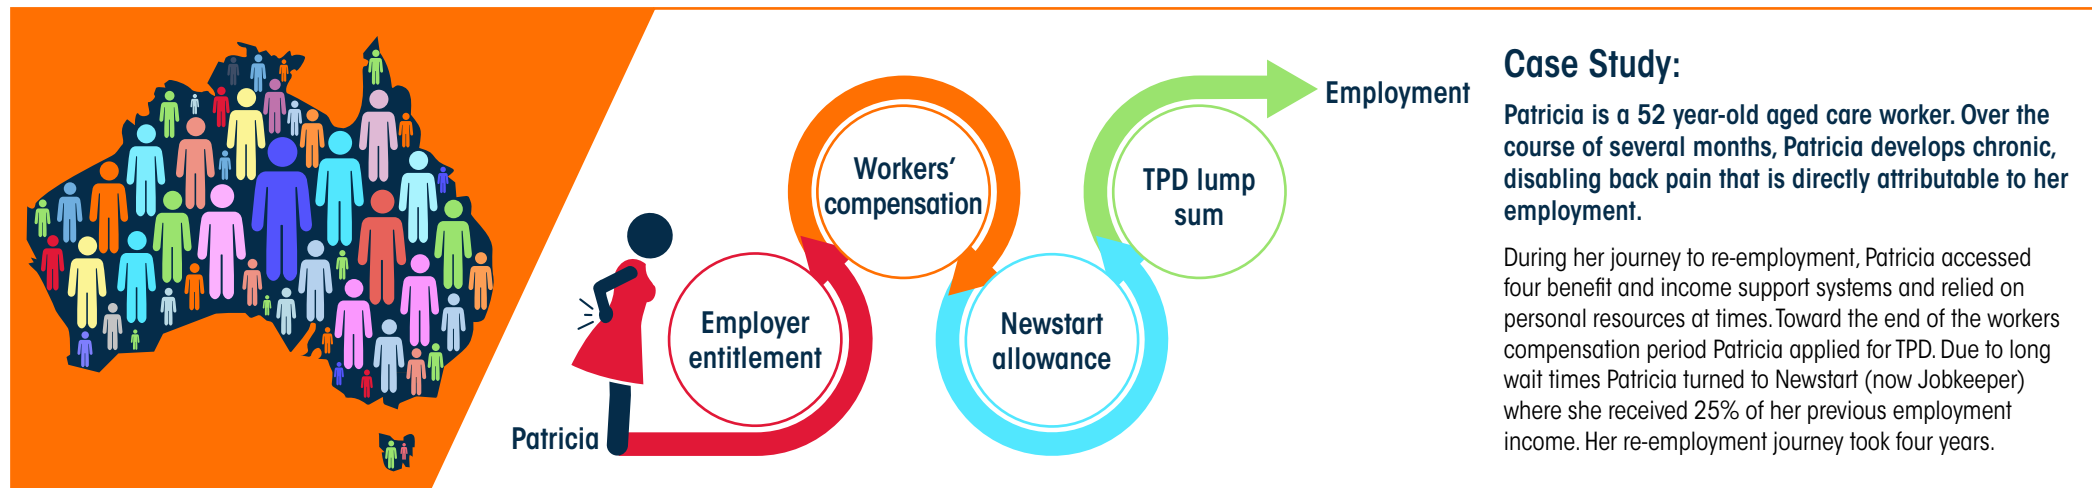 Patricia
Employer
entitlement
Workers’
compensation
Newstart
allowance
TPD lump
sum
Employment
Case Study:
Patricia is a 52 year-old aged care worker. Over the
course of several months, Patricia develops chronic,
disabling back pain that is directly attributable to her
employment.
During her journey to re-employment, Patricia accessed
four benefit and income support systems and relied on
personal resources at times. Toward the end of the workers
compensation period Patricia applied for TPD. Due to long
wait times Patricia turned to Newstart (now Jobkeeper)
where she received 25% of her previous employment
income. Her re-employment journey took four years.